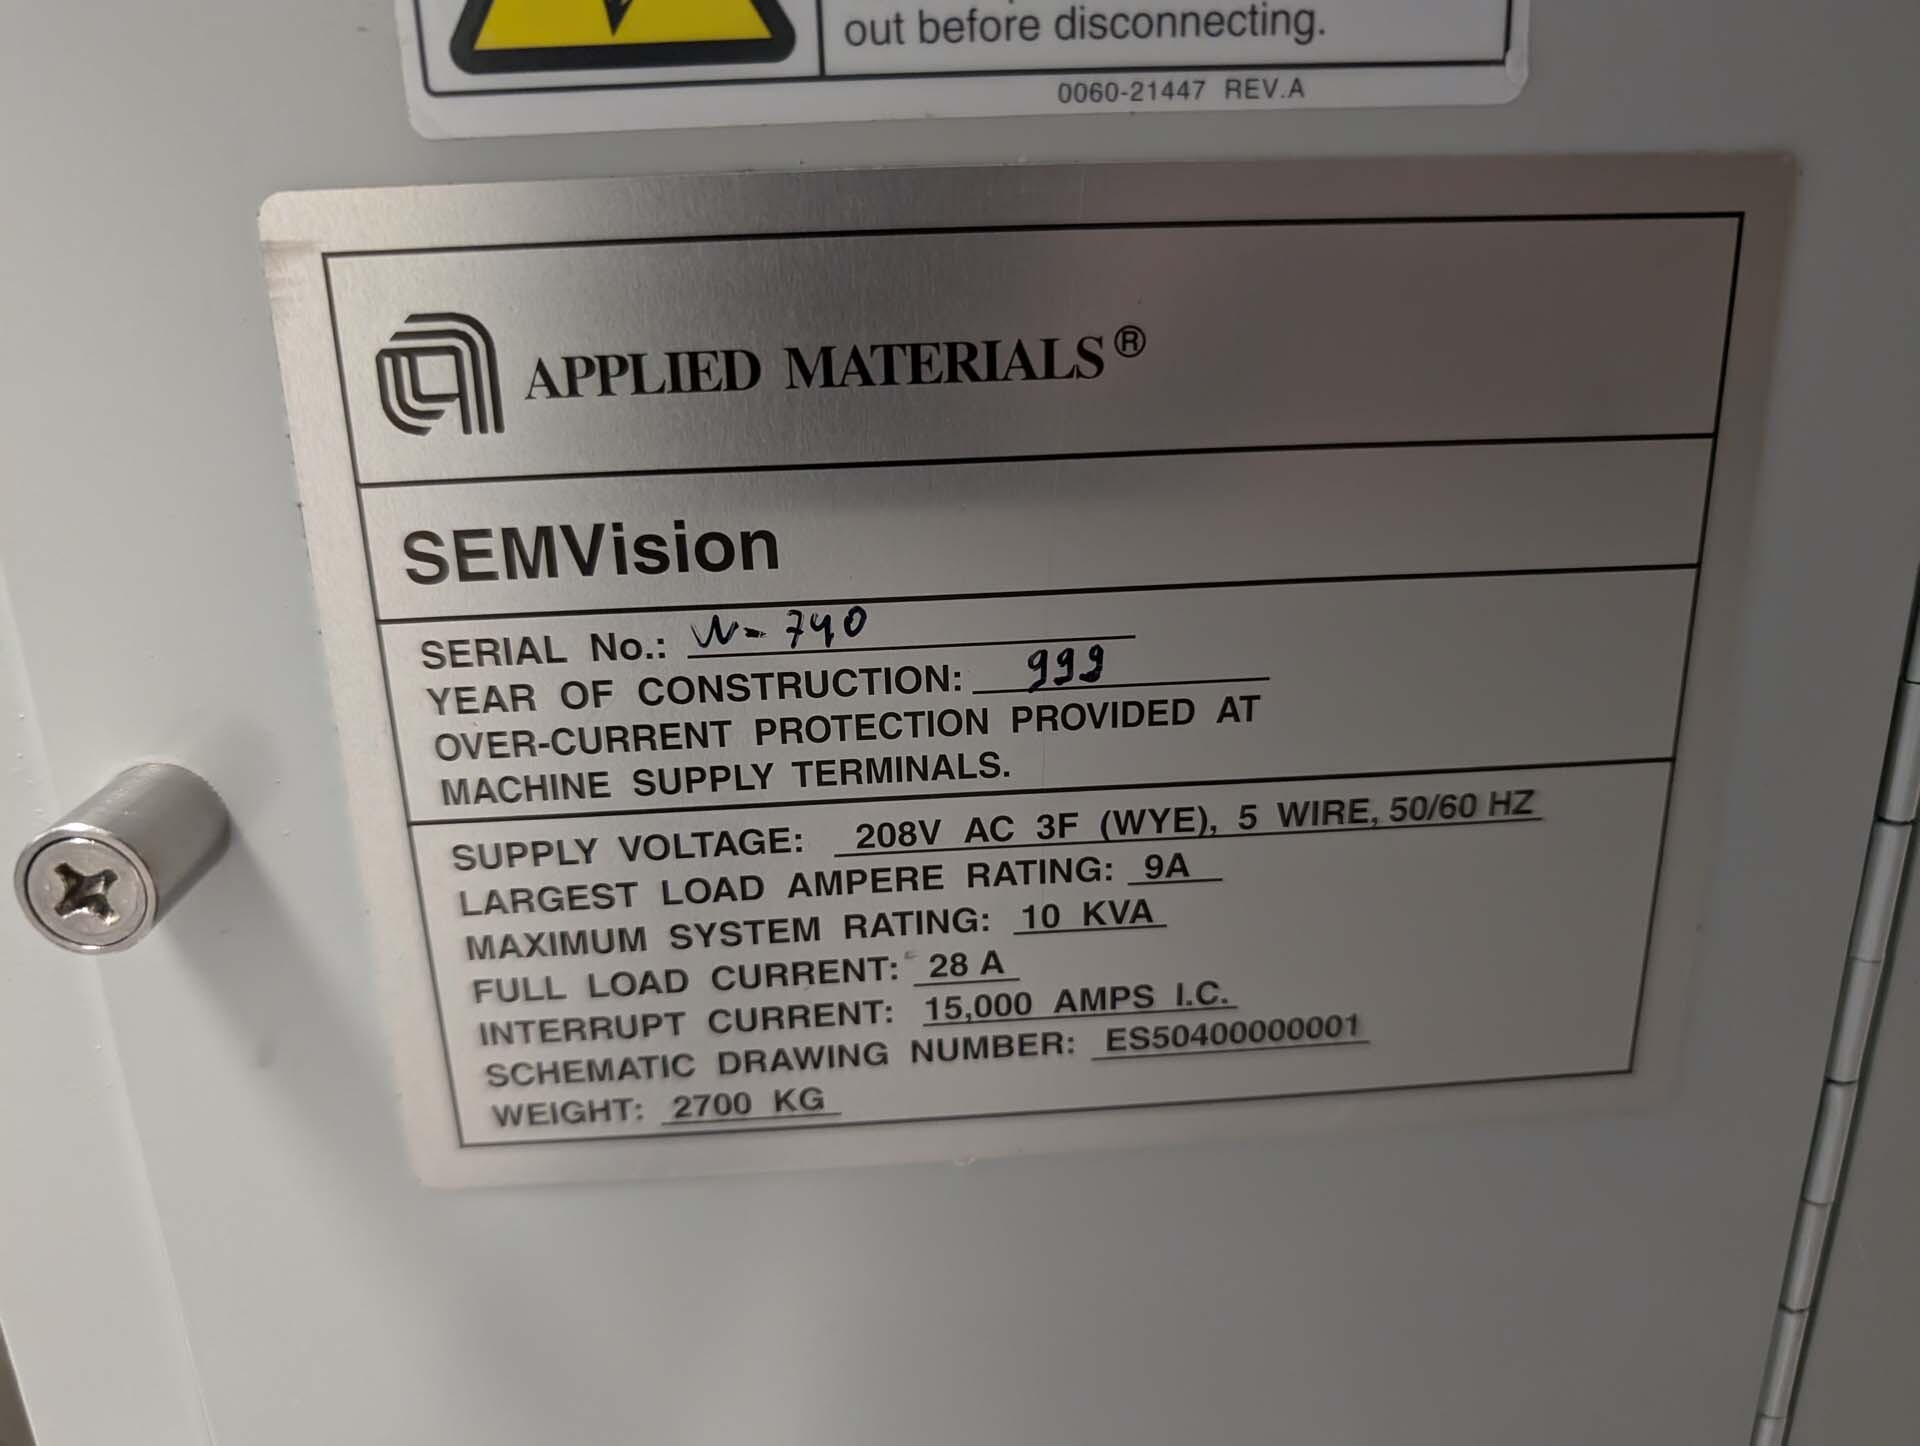 out before disconnecting.
0060-21447 REV.A
APPLIED MATERIALS®
SEMVision
SERIAL No.: W-740
YEAR OF CONSTRUCTION: 999
OVER-CURRENT PROTECTION PROVIDED AT
MACHINE SUPPLY TERMINALS.
SUPPLY VOLTAGE: 208V AC 3F (WYE), 5 WIRE, 50/60 HZ
LARGEST LOAD AMPERE RATING: 9A
MAXIMUM SYSTEM RATING: 10 KVA
FULL LOAD CURRENT: 28 A
INTERRUPT CURRENT: 15,000 AMPS I.C.
SCHEMATIC DRAWING NUMBER: ES50400000001
WEIGHT: 2700 KG